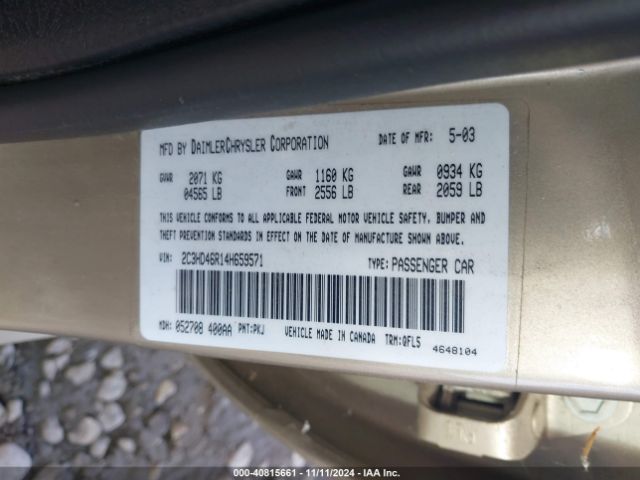 MFD BY DAIMLERCHRYSLER CORPORATION DATE OF MFR: 5-03
GVWR 2071 KG GAWR 1160 KG GAWR 0934 KG
04565 LB FRONT 2556 LB REAR 2059 LB
THIS VEHICLE CONFORMS TO ALL APPLICABLE FEDERAL MOTOR VEHICLE SAFETY, BUMPER AND
THEFT PREVENTION STANDARDS IN EFFECT ON THE DATE OF MANUFACTURE SHOWN ABOVE.
VIN: 2C3HD46R14H659571 TYPE: PASSENGER CAR
MDH: 052708 400AA PNT: PKJ VEHICLE MADE IN CANADA TRM: QFL5
4648104
000-40815661 - 11/11/2024 - IAA Inc.